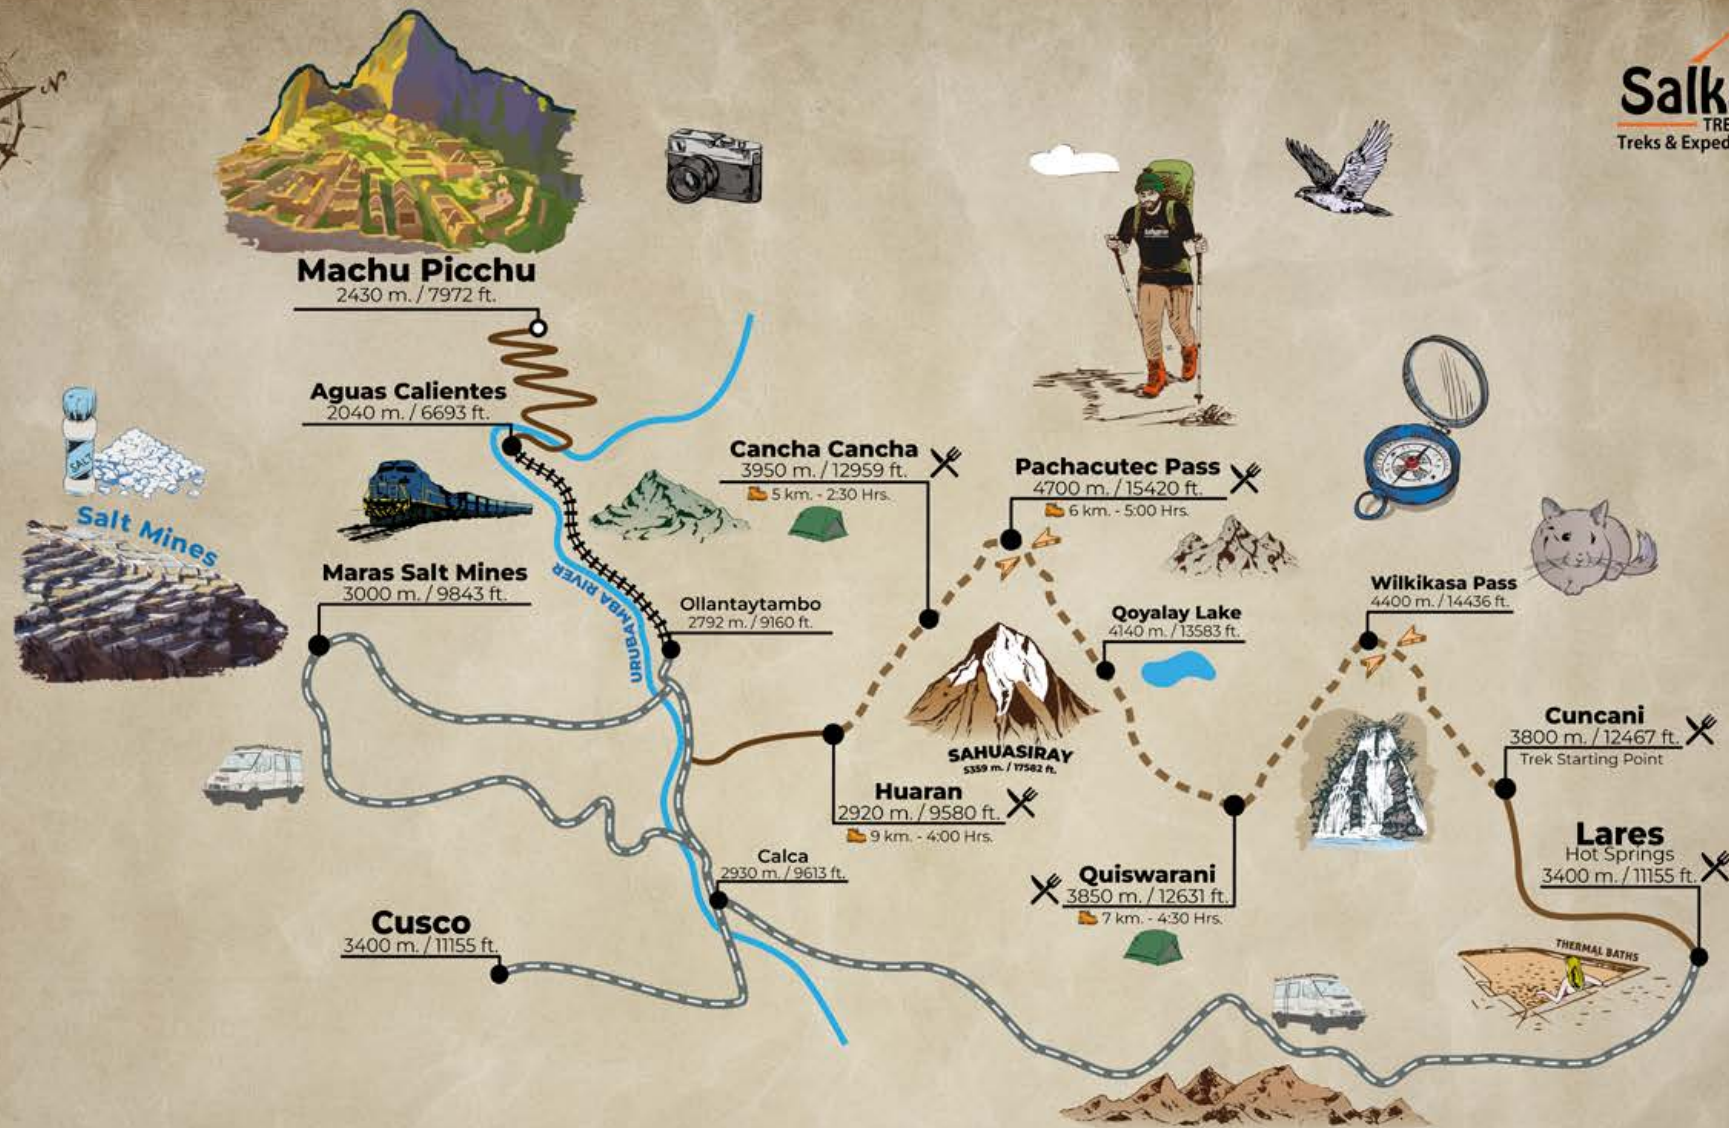 N
Salk
TRE
Treks & Exped
Machu Picchu
2430 m. / 7972 ft.
Aguas Calientes
2040 m. / 6693 ft.
SALT
Salt Mines
Cancha Cancha
3950 m. / 12959 ft.
5 km. - 2:30 Hrs.
Pachacutec Pass
4700 m. / 15420 ft.
6 km. - 5:00 Hrs.
Maras Salt Mines
3000 m. / 9843 ft.
URUBAMBA RIVER
Ollantaytambo
2792 m. / 9160 ft.
Qoyalay Lake
4140 m. / 13583 ft.
Wilkikasa Pass
4400 m. / 14436 ft.
SAHUASIRAY
5359 m. / 17582 ft.
Cuncani
3800 m. / 12467 ft.
Trek Starting Point
Huaran
2920 m. / 9580 ft.
9 km. - 4:00 Hrs.
Lares
Hot Springs
3400 m. / 11155 ft.
Calca
2930 m. / 9613 ft.
Quiswarani
3850 m. / 12631 ft.
7 km. - 4:30 Hrs.
Cusco
3400 m. / 11155 ft.
THERMAL BATHS